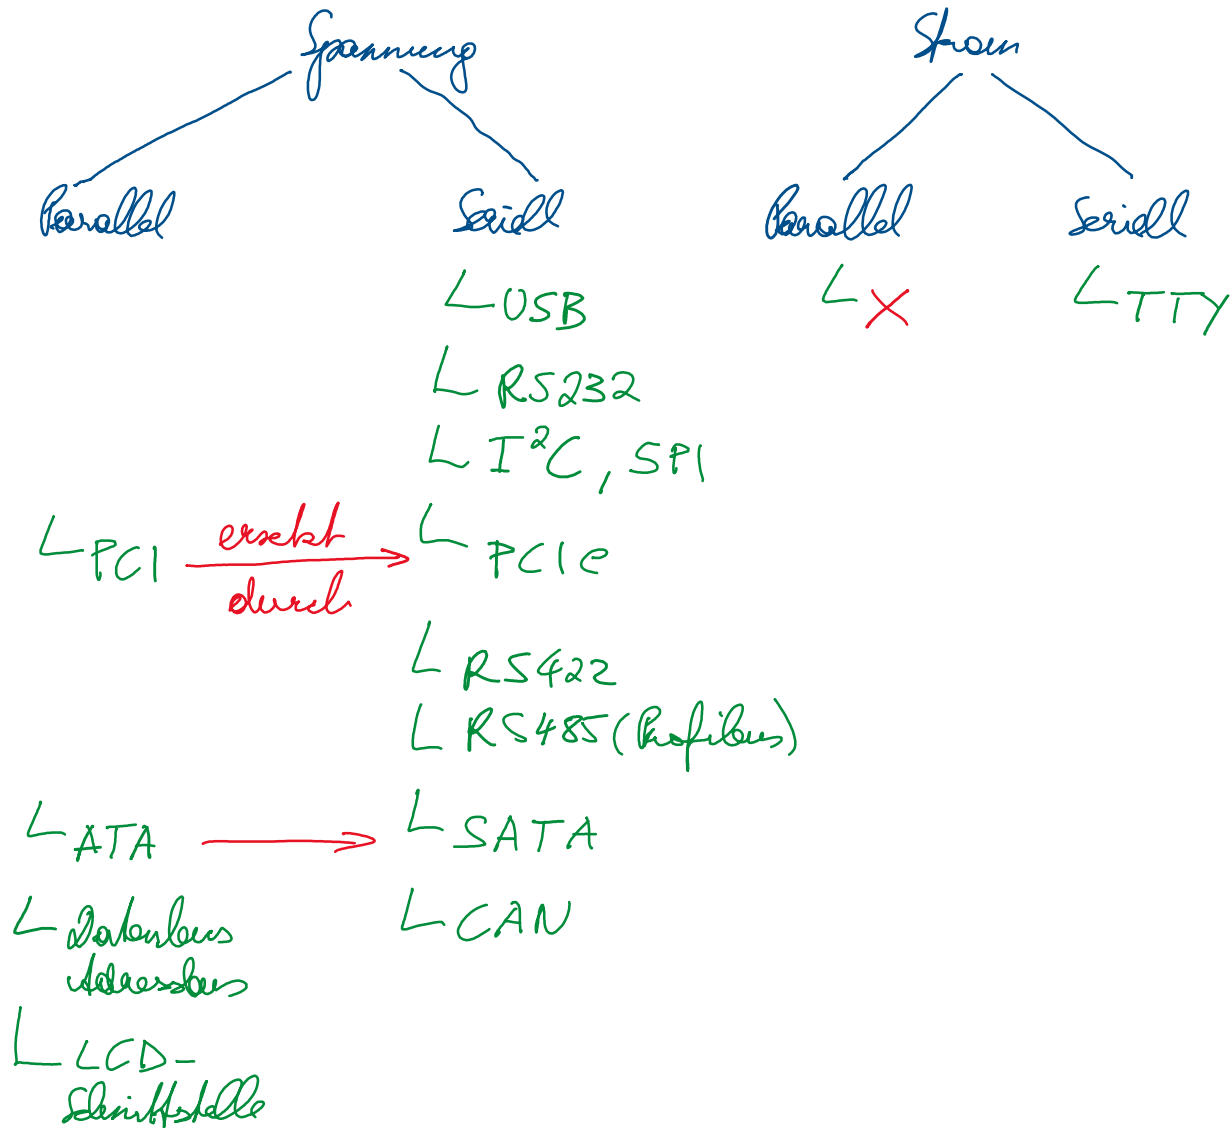 Spannung Strom
Parallel Seriell Parallel Seriell
USB X TTY
RS232
I²C, SPI
PCI ersetzt durch PCIe
RS422
RS485 (Profibus)
ATA SATA
Datenbus CAN
Adressbus
LCD-
Schnittstelle